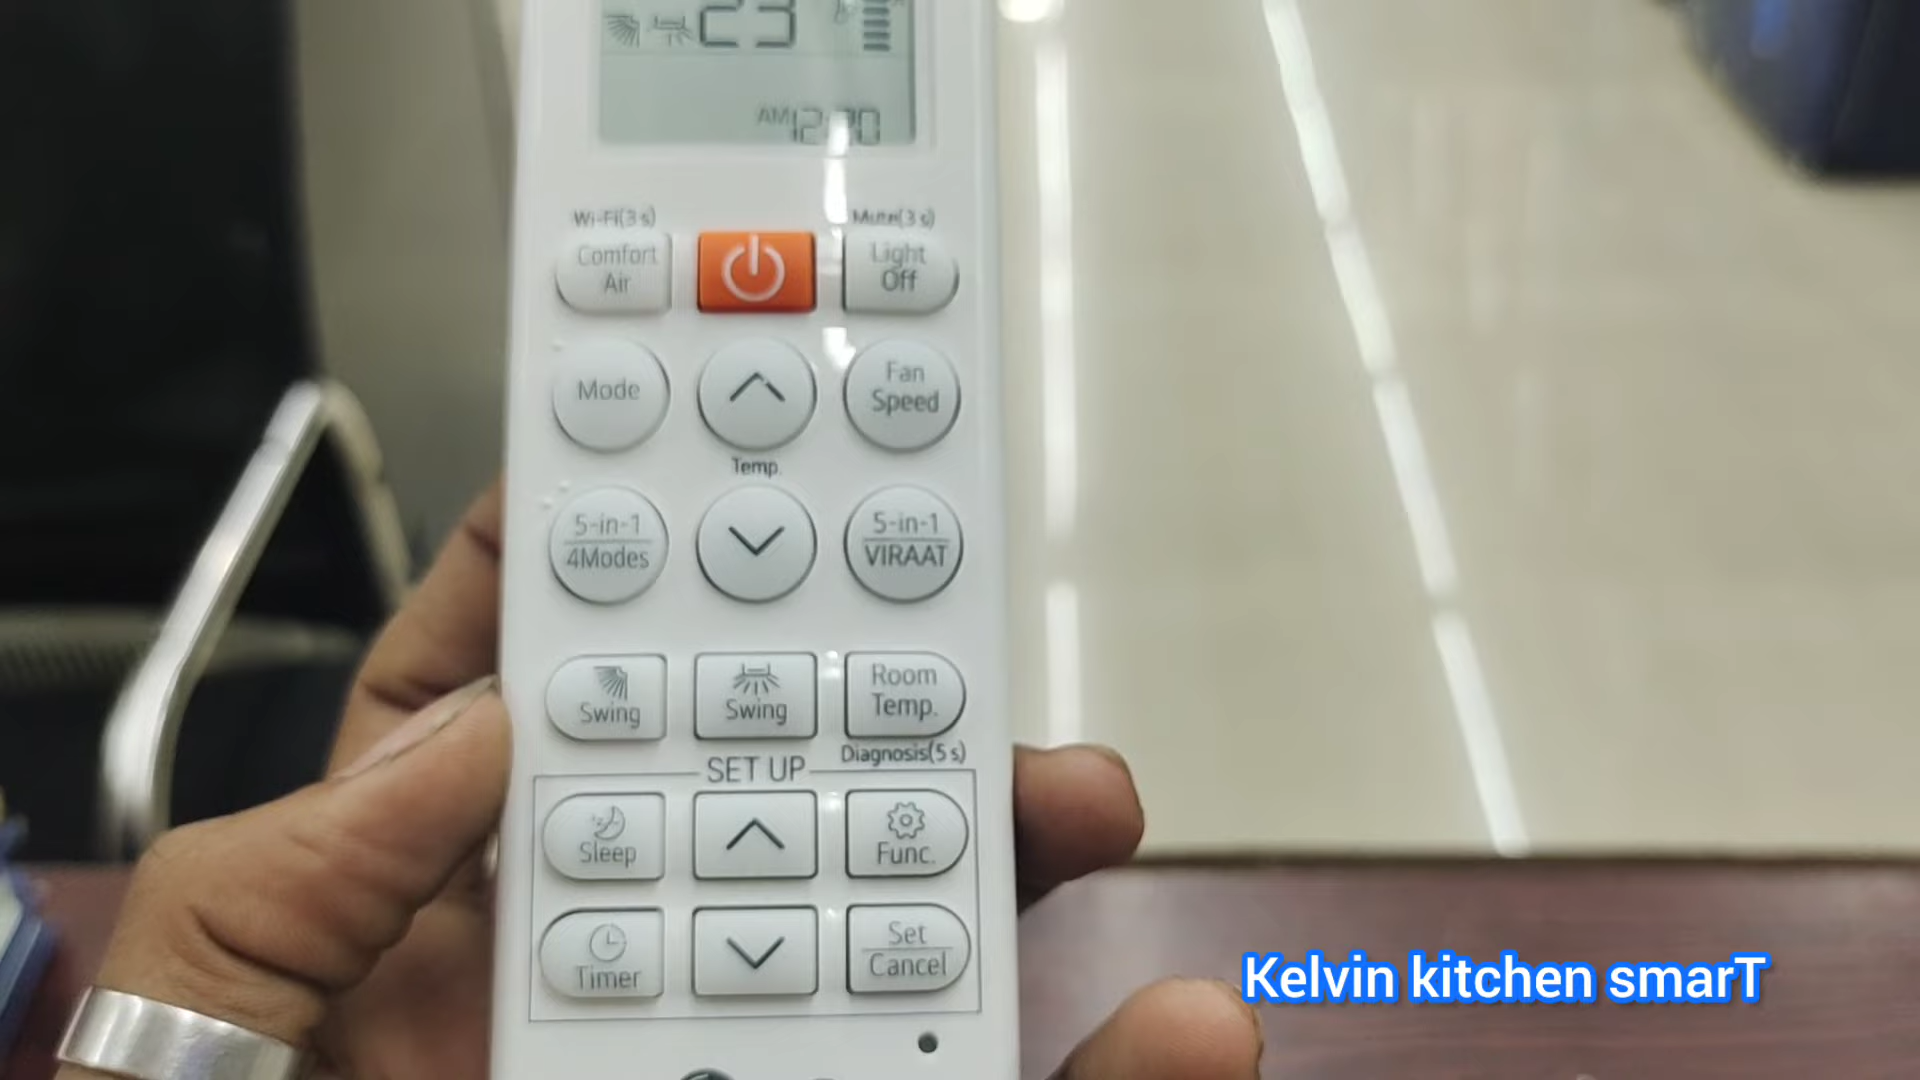 23
AM
Wi-Fi(3 s)
Mute(3 s)
Comfort
Air
Light
Off
Mode
Fan
Speed
Temp.
5-in-1
4Modes
5-in-1
VIRAAT
Swing
Swing
Room
Temp.
Diagnosis(5 s)
SET UP
Sleep
Func.
Timer
Set
Cancel
Kelvin kitchen smarT